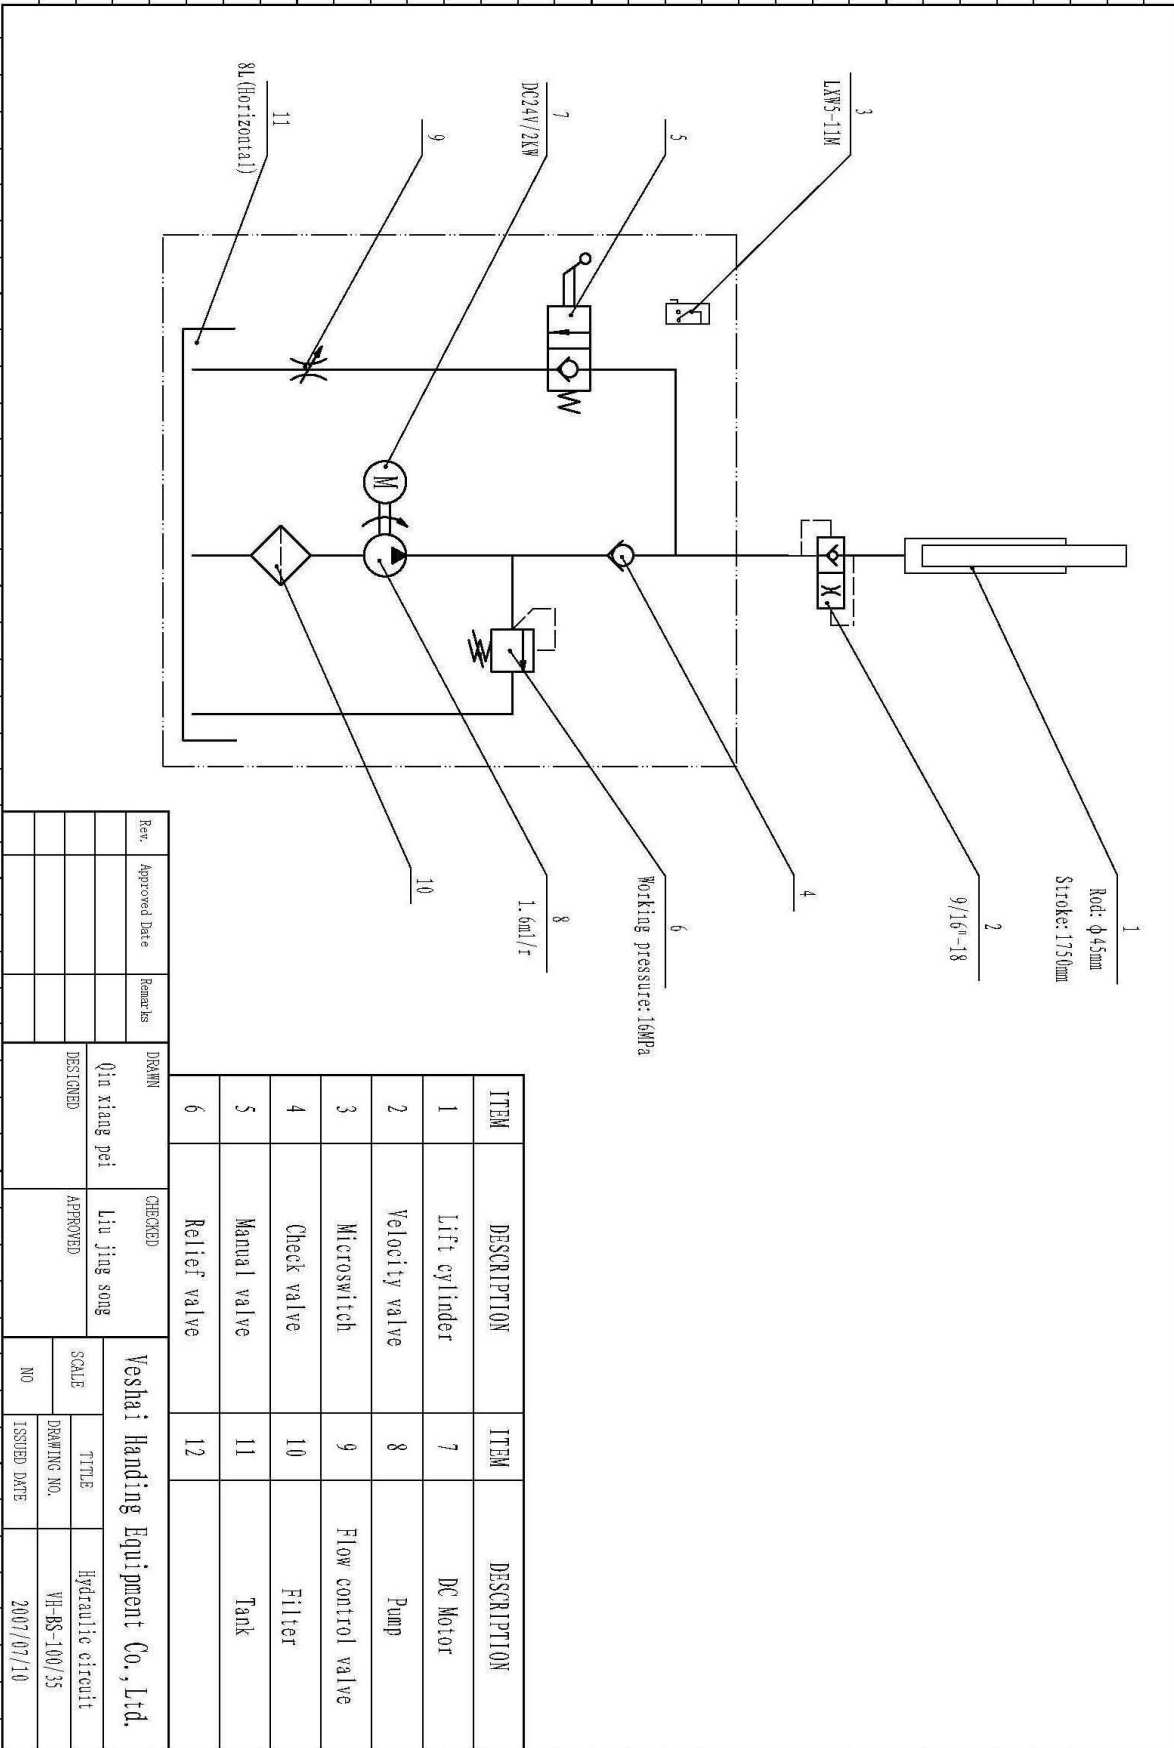 3
LXW5-11M
5
7
DC24V/2KW
9
11
8L(Horizontal)
M
1
Rod: ϕ45mm
Stroke:1750mm
2
9/16"-18
4
6
Working pressure:16MPa
8
1.6ml/r
10
ITEM DESCRIPTION ITEM DESCRIPTION
1 Lift cylinder 7 DC Motor
2 Velocity valve 8 Pump
3 Microswitch 9 Flow control valve
4 Check valve 10 Filter
5 Manual valve 11 Tank
6 Relief valve 12
Rev. Approved Date Remarks
DRAWN
Qin xiang pei
DESIGNED
CHECKED
Liu jing song
APPROVED
Veshai Handing Equipment Co.,Ltd.
SCALE
NO
TITLE Hydraulic circuit
DRAWING NO. VH-BS-100/35
ISSUED DATE 2007/07/10